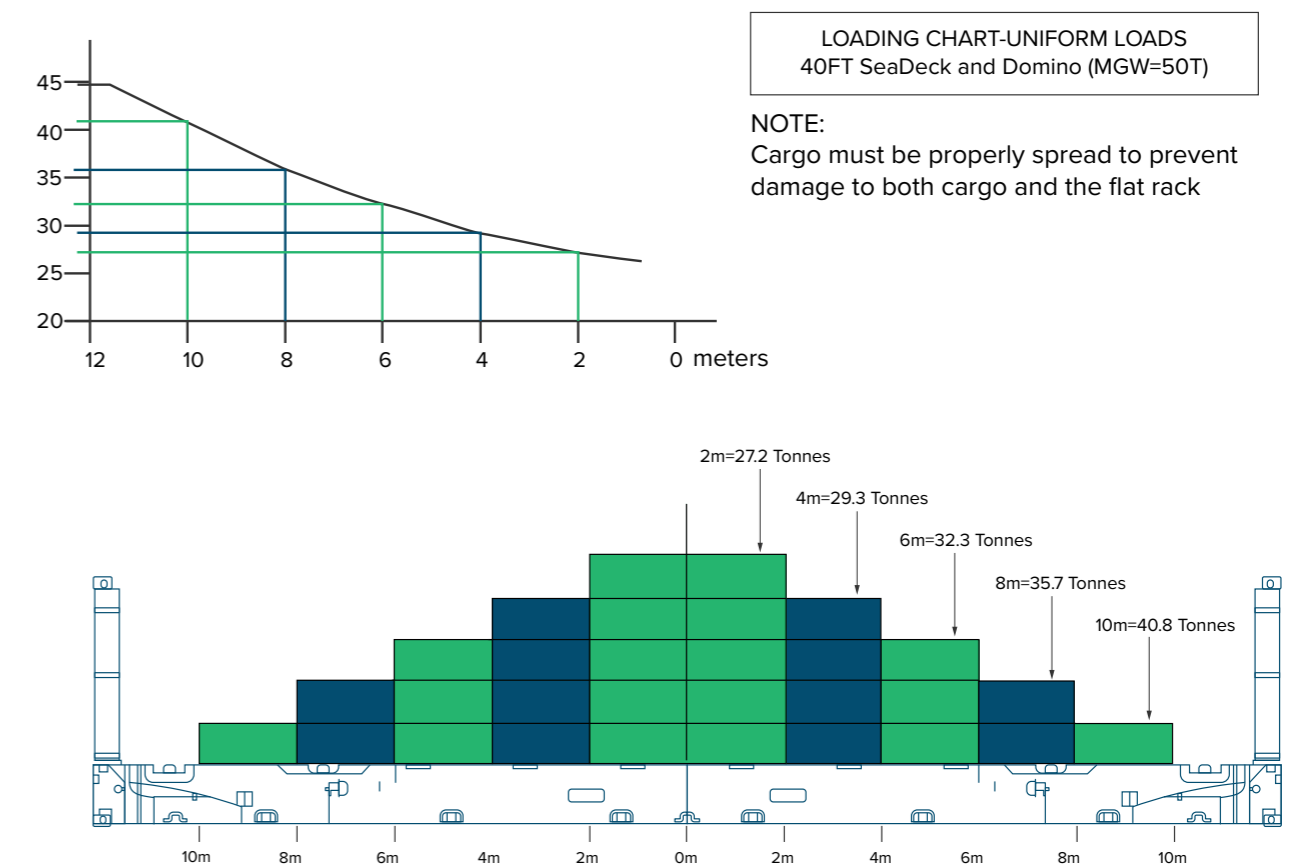 LOADING CHART-UNIFORM LOADS
40FT SeaDeck and Domino (MGW=50T)
NOTE:
Cargo must be properly spread to prevent
damage to both cargo and the flat rack
45
40
35
30
25
20
12 10 8 6 4 2 0 meters
2m=27.2 Tonnes
4m=29.3 Tonnes
6m=32.3 Tonnes
8m=35.7 Tonnes
10m=40.8 Tonnes
10m 8m 6m 4m 2m 0m 2m 4m 6m 8m 10m